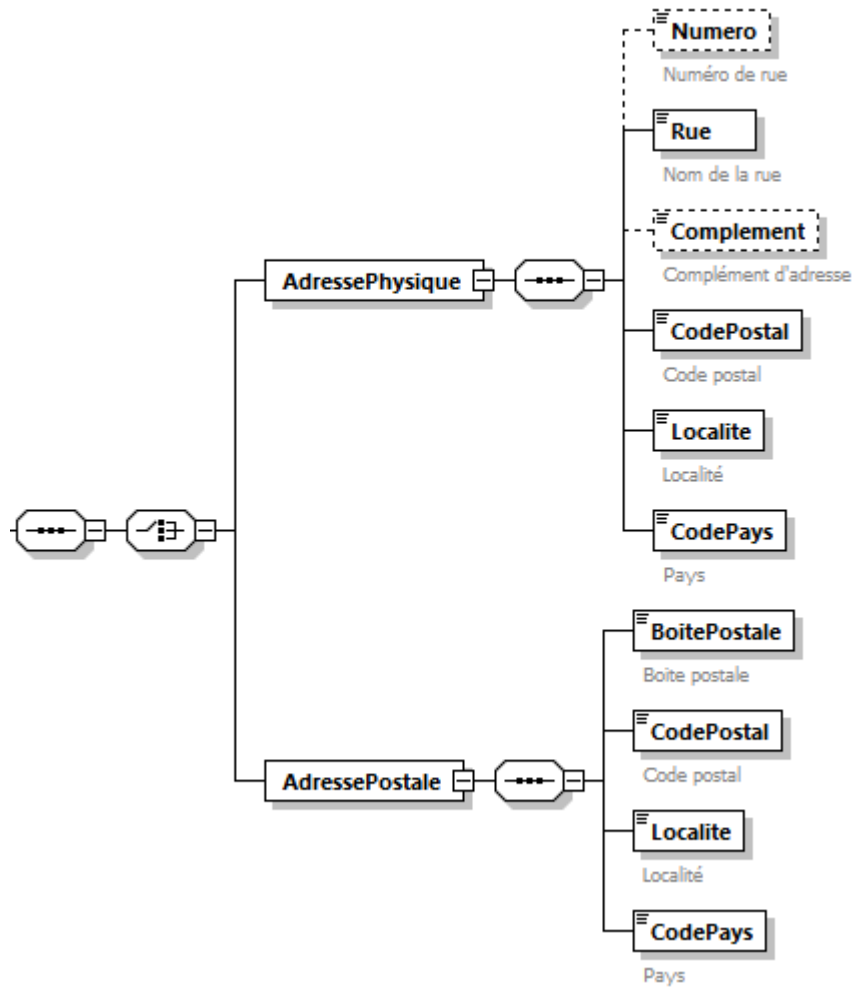 Numero
Numéro de rue
Rue
Nom de la rue
Complement
Complément d'adresse
AdressePhysique
CodePostal
Code postal
Localite
Localité
CodePays
Pays
BoitePostale
Boite postale
CodePostal
Code postal
AdressePostale
Localite
Localité
CodePays
Pays